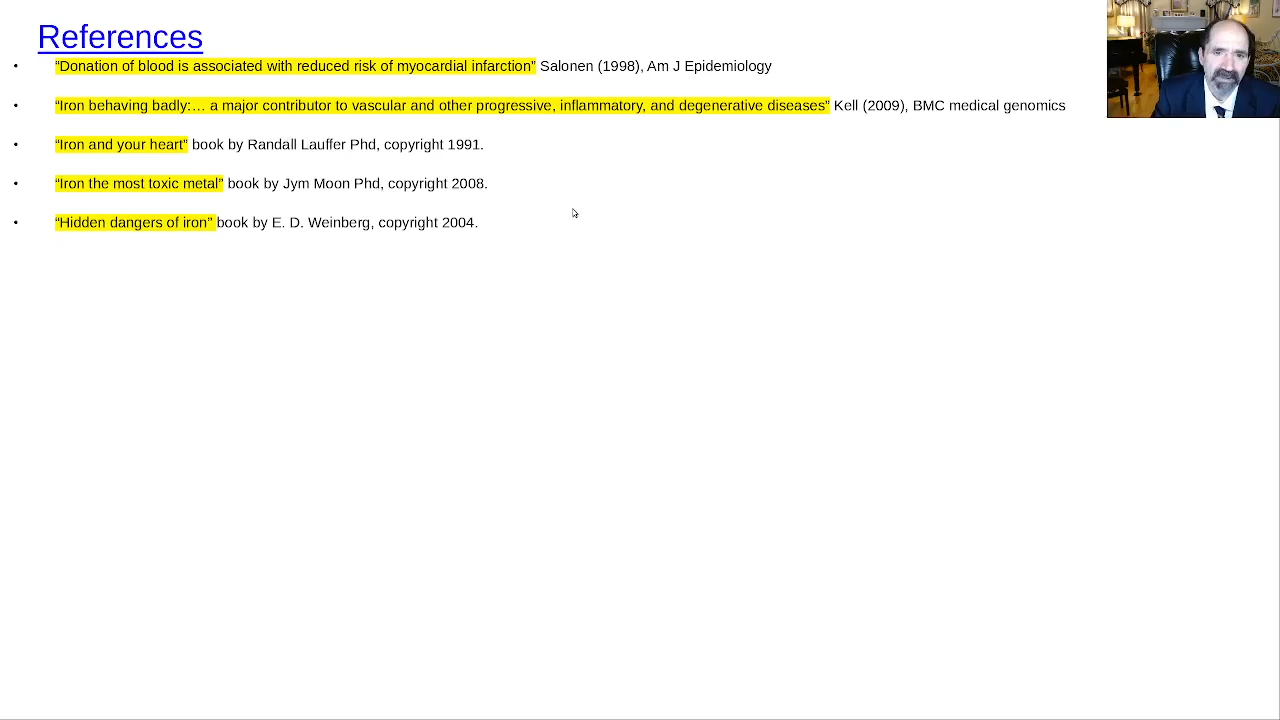 References
• “Donation of blood is associated with reduced risk of myocardial infarction” Salonen (1998), Am J Epidemiology
• “Iron behaving badly:… a major contributor to vascular and other progressive, inflammatory, and degenerative diseases” Kell (2009), BMC medical genomics
• “Iron and your heart” book by Randall Lauffer Phd, copyright 1991.
• “Iron the most toxic metal” book by Jym Moon Phd, copyright 2008.
• “Hidden dangers of iron” book by E. D. Weinberg, copyright 2004.